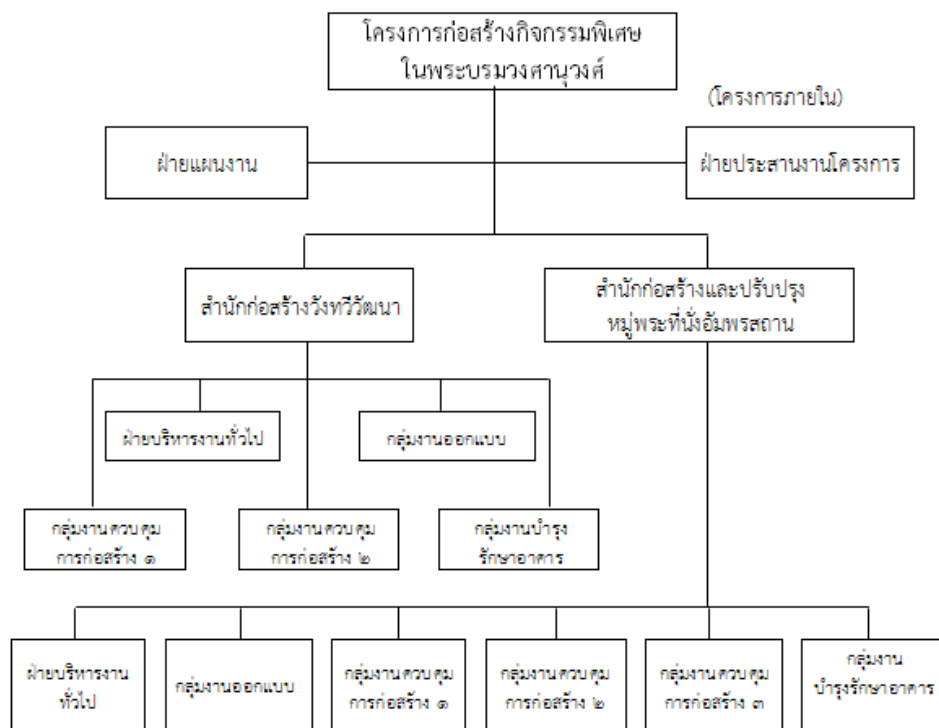 โครงการก่อสร้างกิจกรรมพิเศษ
ในพระบรมวงศานุวงศ์
(โครงการภายใน)
ฝ่ายแผนงาน
ฝ่ายประสานงานโครงการ
สำนักก่อสร้างวังทวีวัฒนา
สำนักก่อสร้างและปรับปรุง
หมู่พระที่นั่งอัมพรสถาน
ฝ่ายบริหารงานทั่วไป
กลุ่มงานออกแบบ
กลุ่มงานควบคุม
การก่อสร้าง ๑
กลุ่มงานควบคุม
การก่อสร้าง ๒
กลุ่มงานบำรุง
รักษาอาคาร
ฝ่ายบริหารงาน
ทั่วไป
กลุ่มงานออกแบบ
กลุ่มงานควบคุม
การก่อสร้าง ๑
กลุ่มงานควบคุม
การก่อสร้าง ๒
กลุ่มงานควบคุม
การก่อสร้าง ๓
กลุ่มงาน
บำรุงรักษาอาคาร